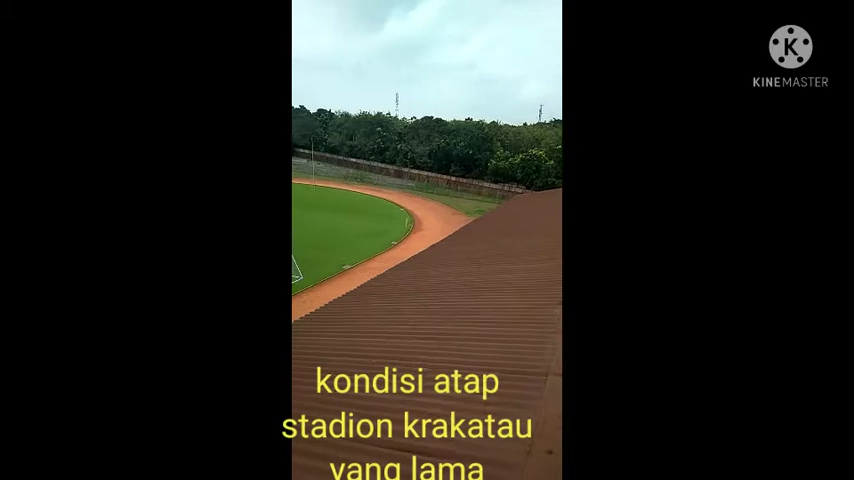 K
KINEMASTER
kondisi atap
stadion krakatau
yang lama